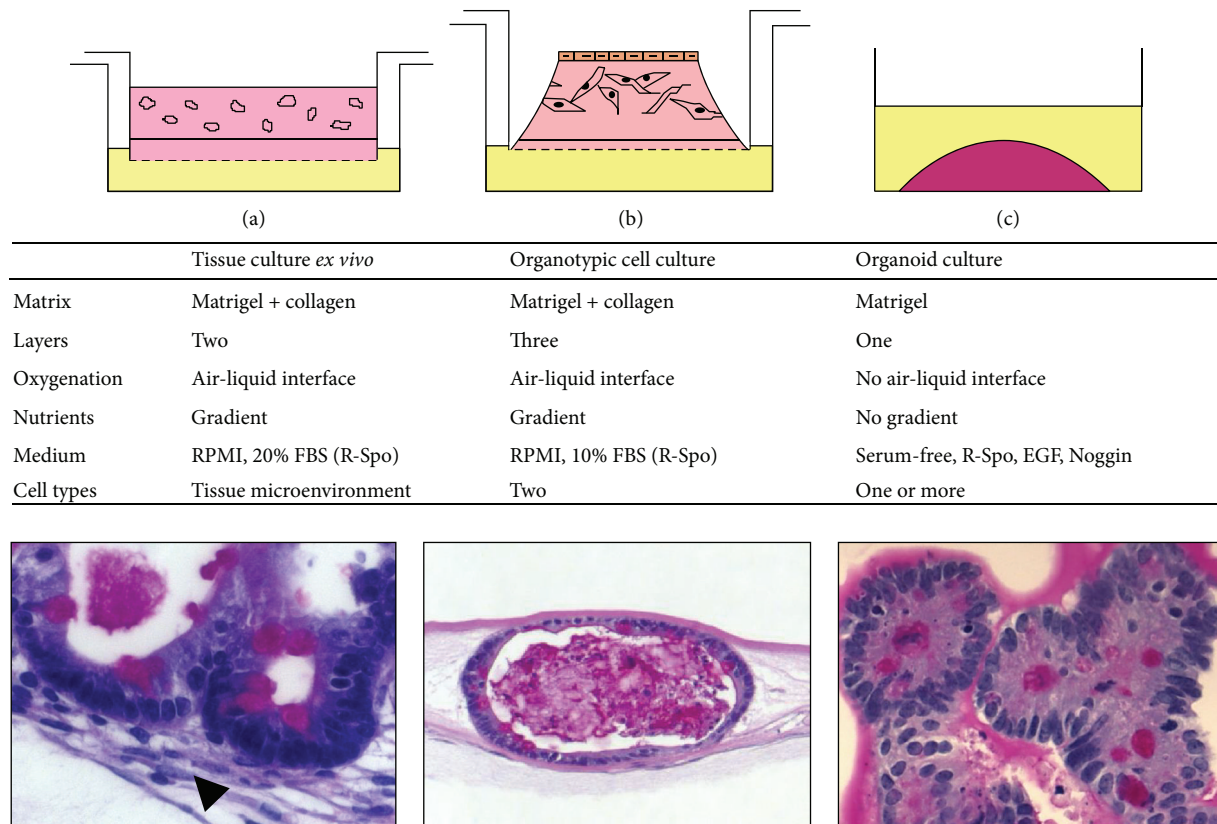 (a) (b) (c)
Tissue culture ex vivo Organotypic cell culture Organoid culture
Matrix Matrigel + collagen Matrigel + collagen Matrigel
Layers Two Three One
Oxygenation Air-liquid interface Air-liquid interface No air-liquid interface
Nutrients Gradient Gradient No gradient
Medium RPMI, 20% FBS (R-Spo) RPMI, 10% FBS (R-Spo) Serum-free, R-Spo, EGF, Noggin
Cell types Tissue microenvironment Two One or more